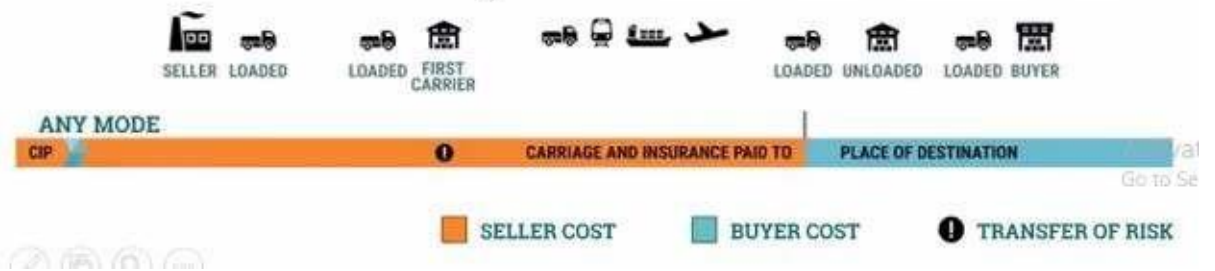 SELLER LOADED LOADED FIRST CARRIER LOADED UNLOADED LOADED BUYER
ANY MODE
CIP ! CARRIAGE AND INSURANCE PAID TO PLACE OF DESTINATION
Go to Se
SELLER COST BUYER COST ! TRANSFER OF RISK